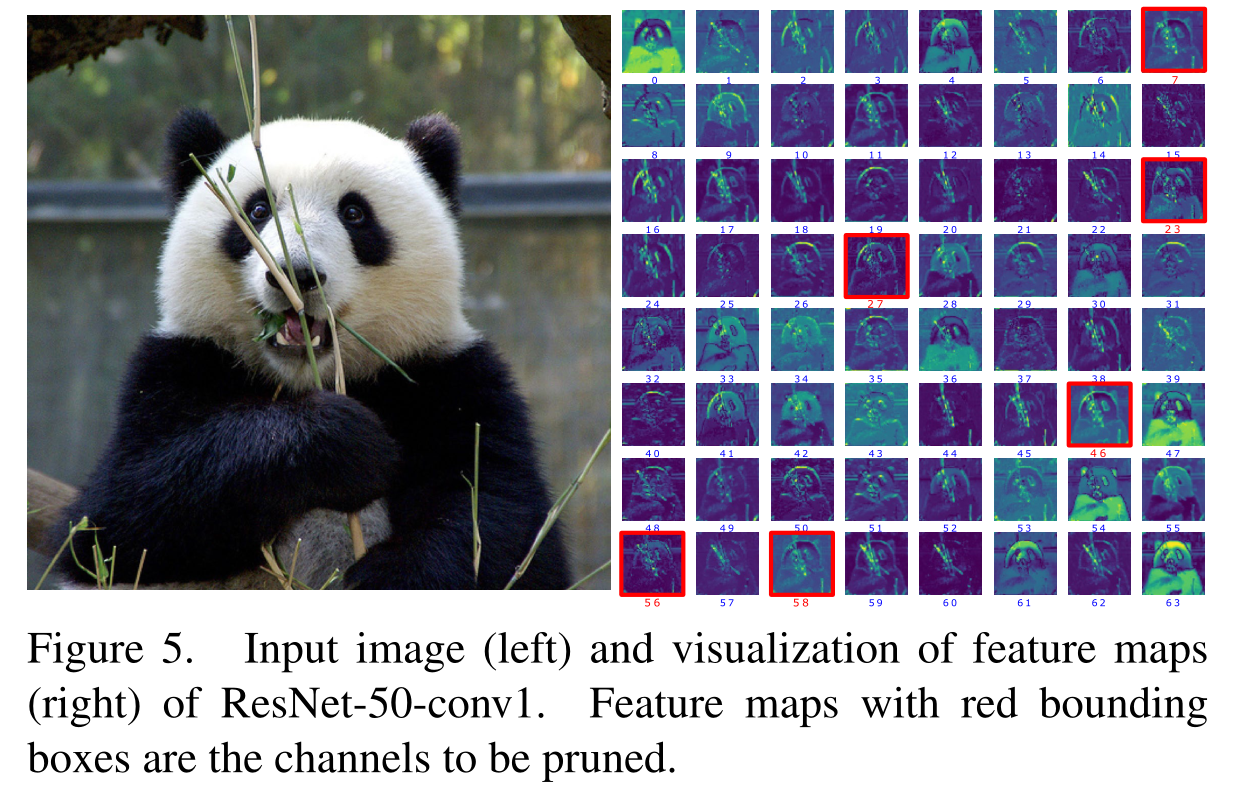 0 1 2 3 4 5 6 7
8 9 10 11 12 13 14 15
16 17 18 19 20 21 22 23
24 25 26 27 28 29 30 31
32 33 34 35 36 37 38 39
40 41 42 43 44 45 46 47
48 49 50 51 52 53 54 55
56 57 58 59 60 61 62 63
Figure 5. Input image (left) and visualization of feature maps
(right) of ResNet-50-conv1. Feature maps with red bounding
boxes are the channels to be pruned.